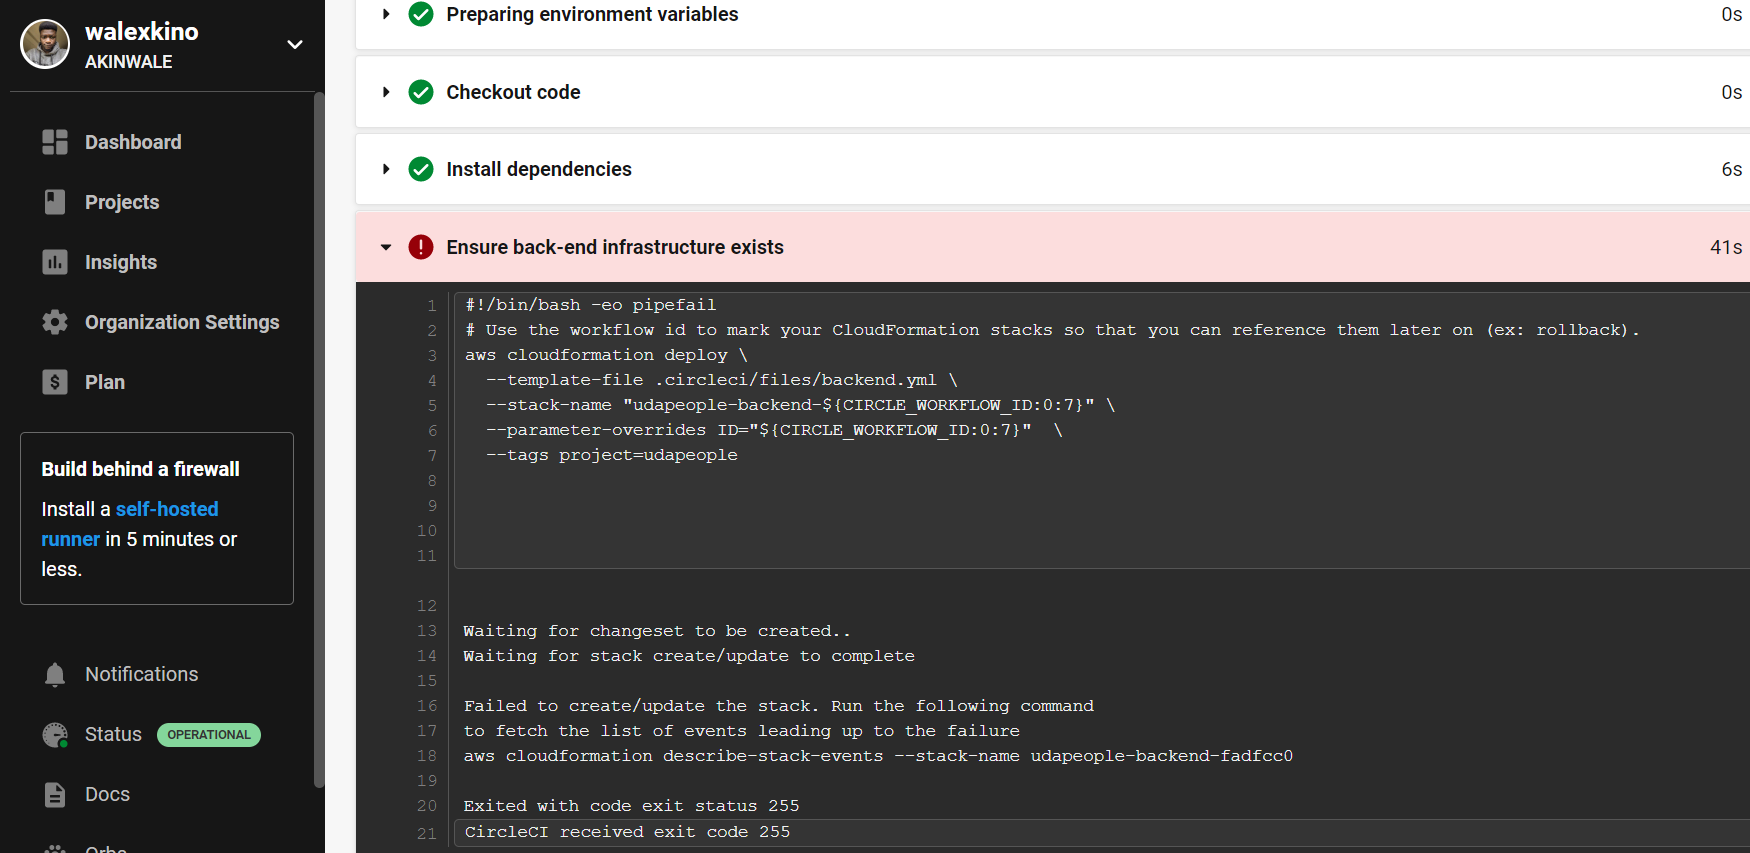 walexkino
AKINWALE
Dashboard
Projects
Insights
Organization Settings
Plan
Build behind a firewall
Install a self-hosted
runner in 5 minutes or
less.
Notifications
Status OPERATIONAL
Docs
Orbs
Preparing environment variables 0s
Checkout code 0s
Install dependencies 6s
Ensure back-end infrastructure exists 41s
1 #!/bin/bash -eo pipefail
2 # Use the workflow id to mark your CloudFormation stacks so that you can reference them later on (ex: rollback).
3 aws cloudformation deploy \
4 --template-file .circleci/files/backend.yml \
5 --stack-name "udapeople-backend-${CIRCLE_WORKFLOW_ID:0:7}" \
6 --parameter-overrides ID="${CIRCLE_WORKFLOW_ID:0:7}"  \
7 --tags project=udapeople
8
9
10
11
12
13 Waiting for changeset to be created..
14 Waiting for stack create/update to complete
15
16 Failed to create/update the stack. Run the following command
17 to fetch the list of events leading up to the failure
18 aws cloudformation describe-stack-events --stack-name udapeople-backend-fadfcc0
19
20 Exited with code exit status 255
21 CircleCI received exit code 255